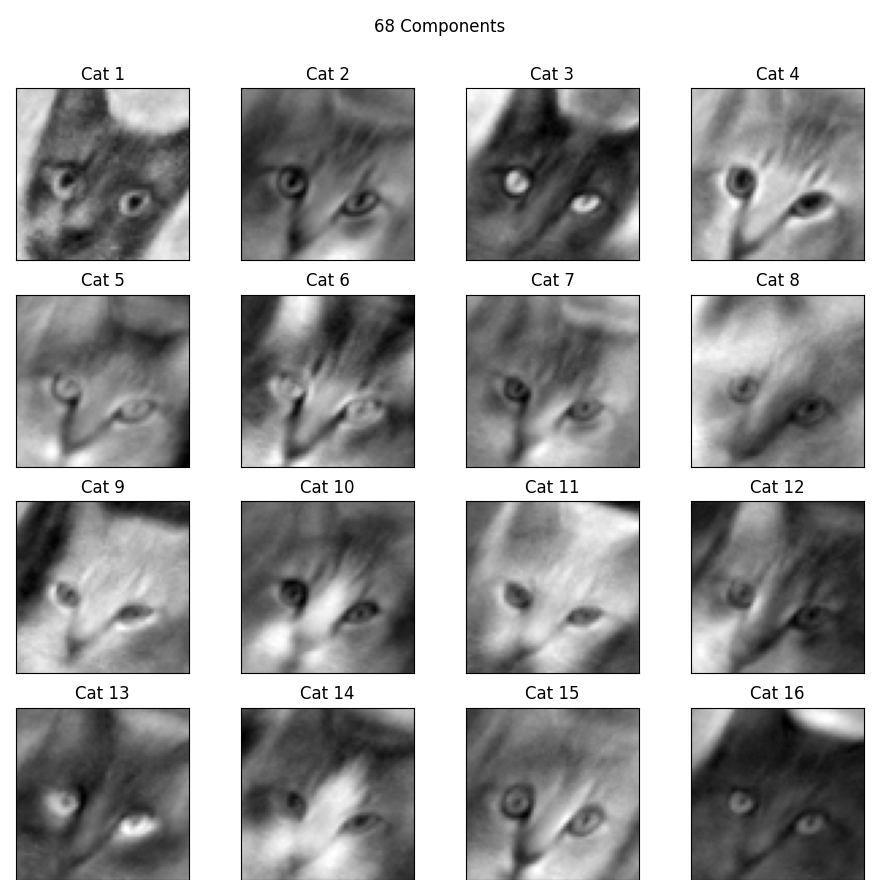 68 Components
Cat 1
Cat 2
Cat 3
Cat 4
Cat 5
Cat 6
Cat 7
Cat 8
Cat 9
Cat 10
Cat 11
Cat 12
Cat 13
Cat 14
Cat 15
Cat 16